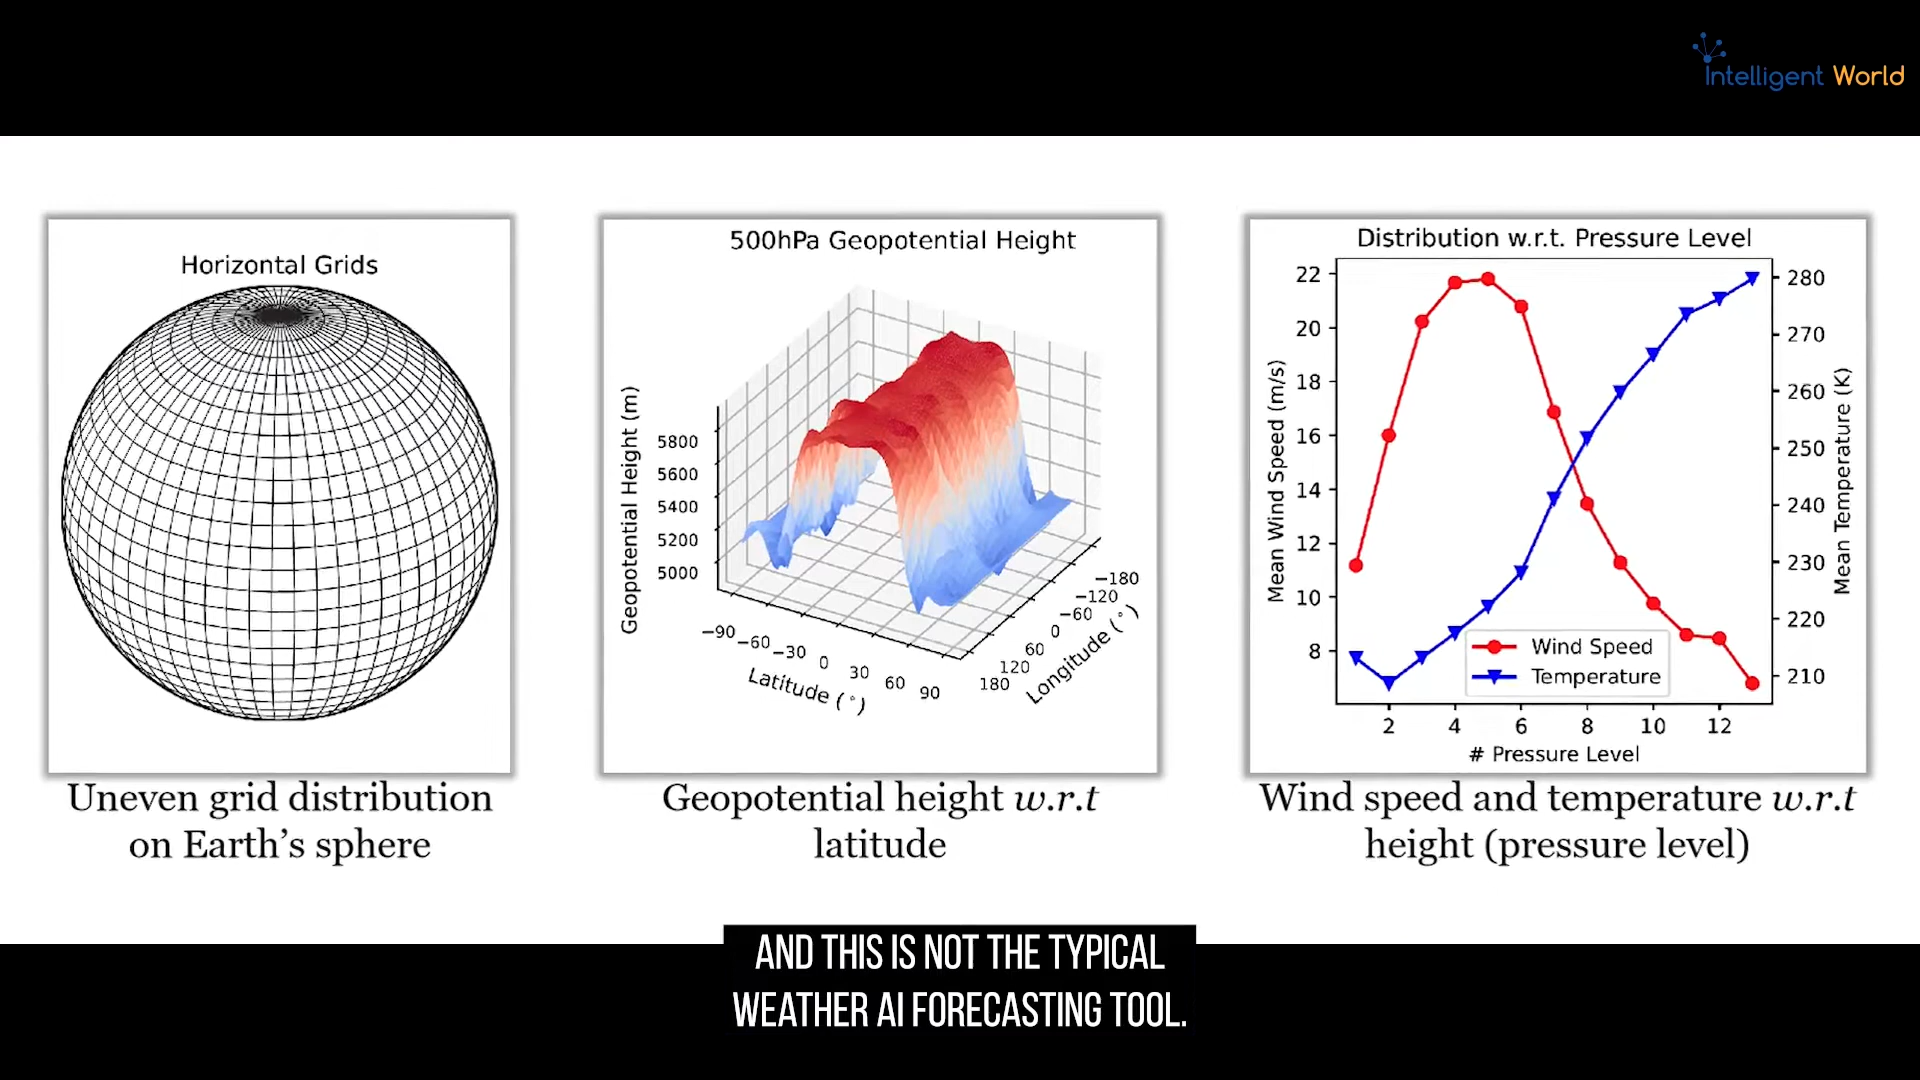 Intelligent World
Horizontal Grids
Uneven grid distribution
on Earth's sphere
500hPa Geopotential Height
Geopotential Height (m)
5800
5600
5400
5200
5000
−90
−60
−30
0
30
60
90
Latitude (°)
−180
−120
−60
0
60
120
180
Longitude (°)
Geopotential height w.r.t
latitude
Distribution w.r.t. Pressure Level
Mean Wind Speed (m/s)
22
20
18
16
14
12
10
8
280
270
260
250
240
230
220
210
Mean Temperature (K)
Wind Speed
Temperature
2 4 6 8 10 12
# Pressure Level
Wind speed and temperature w.r.t
height (pressure level)
AND THIS IS NOT THE TYPICAL
WEATHER AI FORECASTING TOOL.